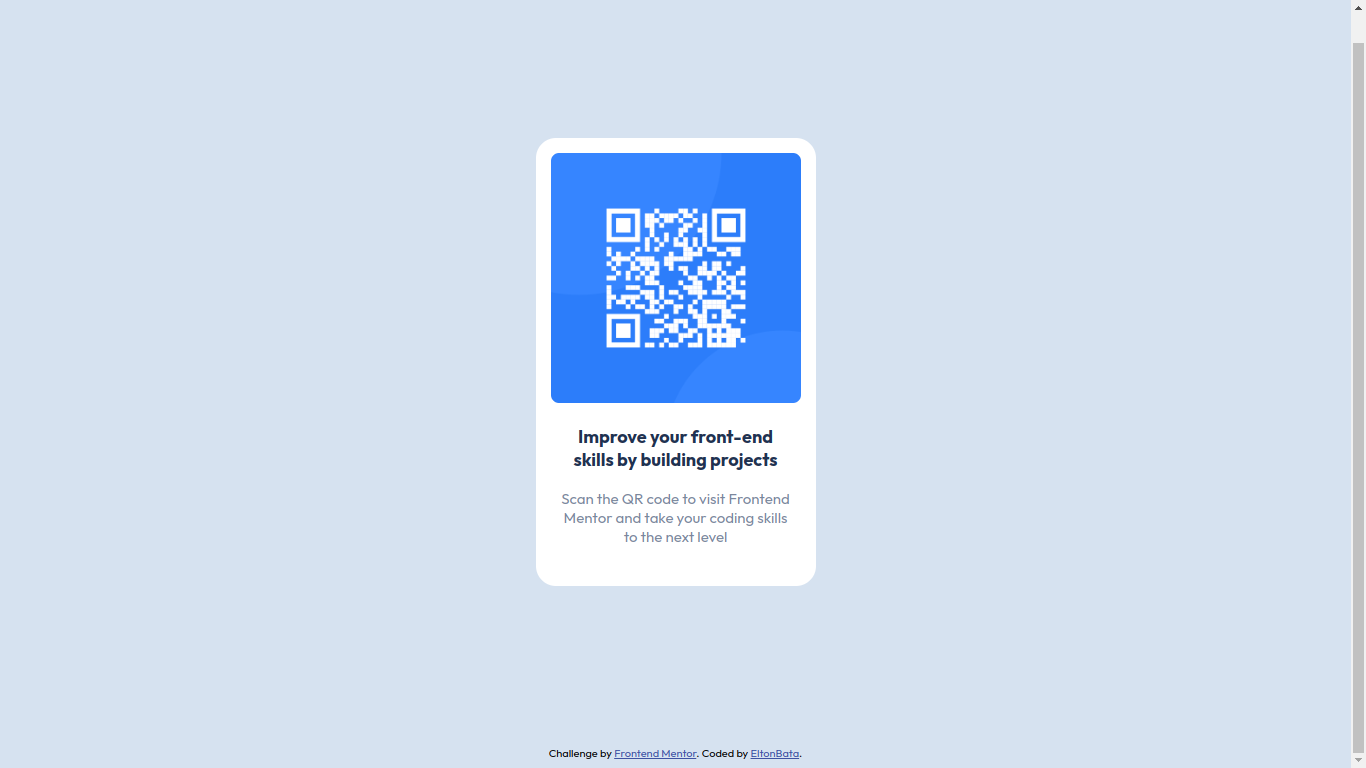 Improve your front-end
skills by building projects
Scan the QR code to visit Frontend
Mentor and take your coding skills
to the next level
Challenge by Frontend Mentor. Coded by EltonBata.